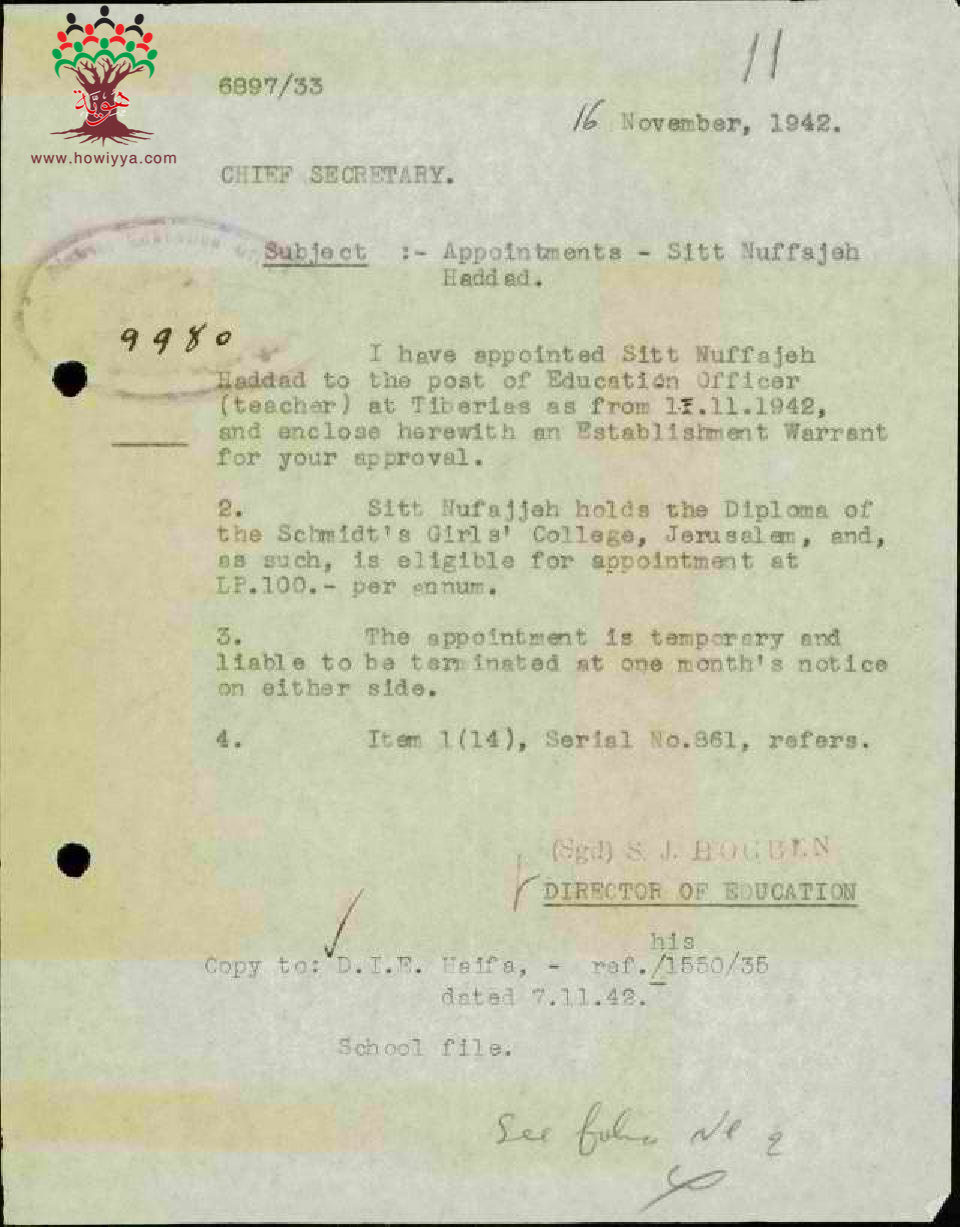 11
هوية
www.howiyya.com
6897/33
16 November, 1942.
CHIEF SECRETARY.
Subject :- Appointments - Sitt Nuffajeh
Haddad.
9980
I have appointed Sitt Nuffajeh
Haddad to the post of Education Officer
(teacher) at Tiberias as from 11.11.1942,
and enclose herewith an Establishment Warrant
for your approval.
2. Sitt Nufajjeh holds the Diploma of
the Schmidt's Girls' College, Jerusalem, and,
as such, is eligible for appointment at
LP.100.- per annum.
3. The appointment is temporary and
liable to be terminated at one month's notice
on either side.
4. Item 1(14), Serial No.861, refers.
(Sgd) S. J. HOGBEN
DIRECTOR OF EDUCATION
his
Copy to: D.I.E. Haifa, - ref./1550/35
dated 7.11.42.
School file.
See folio No 2